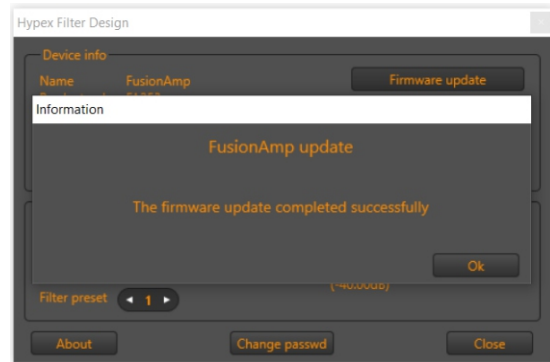 Hypex Filter Design
Device info
Name FusionAmp Firmware update
Information
FusionAmp update
The firmware update completed successfully
Ok
(-40.00dB)
Filter preset 1
About Change passwd Close